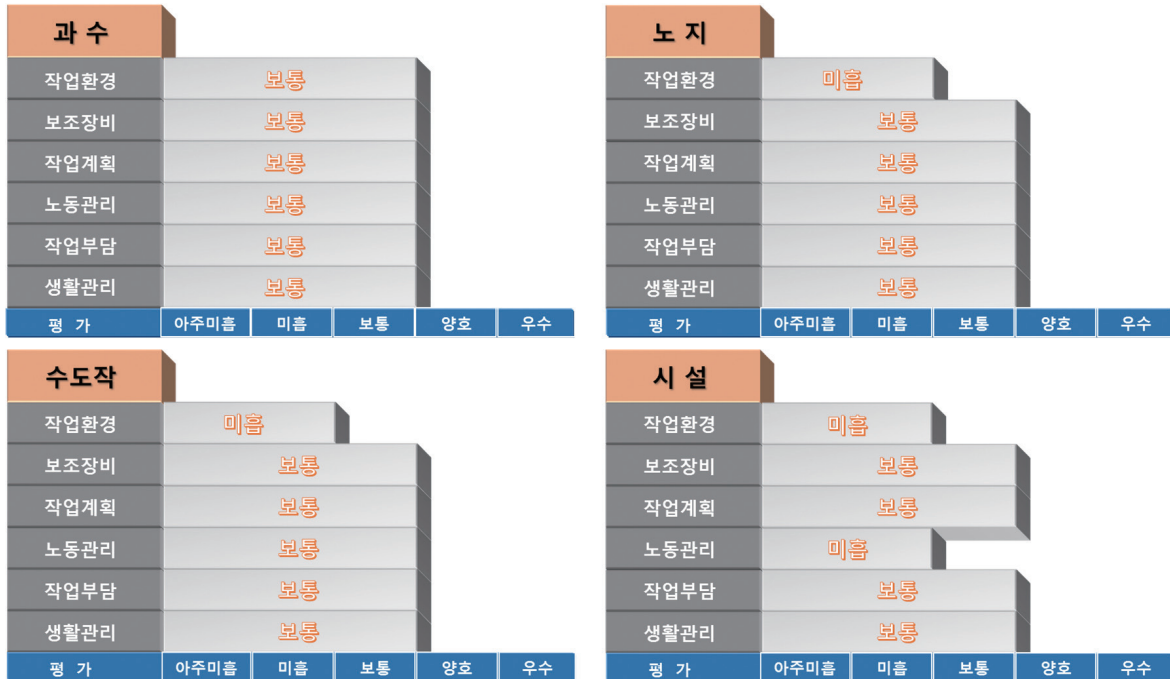 과 수
작업환경 보통
보조장비 보통
작업계획 보통
노동관리 보통
작업부담 보통
생활관리 보통
평 가 아주미흡 미흡 보통 양호 우수
노 지
작업환경 미흡
보조장비 보통
작업계획 보통
노동관리 보통
작업부담 보통
생활관리 보통
평 가 아주미흡 미흡 보통 양호 우수
수도작
작업환경 미흡
보조장비 보통
작업계획 보통
노동관리 보통
작업부담 보통
생활관리 보통
평 가 아주미흡 미흡 보통 양호 우수
시 설
작업환경 미흡
보조장비 보통
작업계획 보통
노동관리 미흡
작업부담 보통
생활관리 보통
평 가 아주미흡 미흡 보통 양호 우수